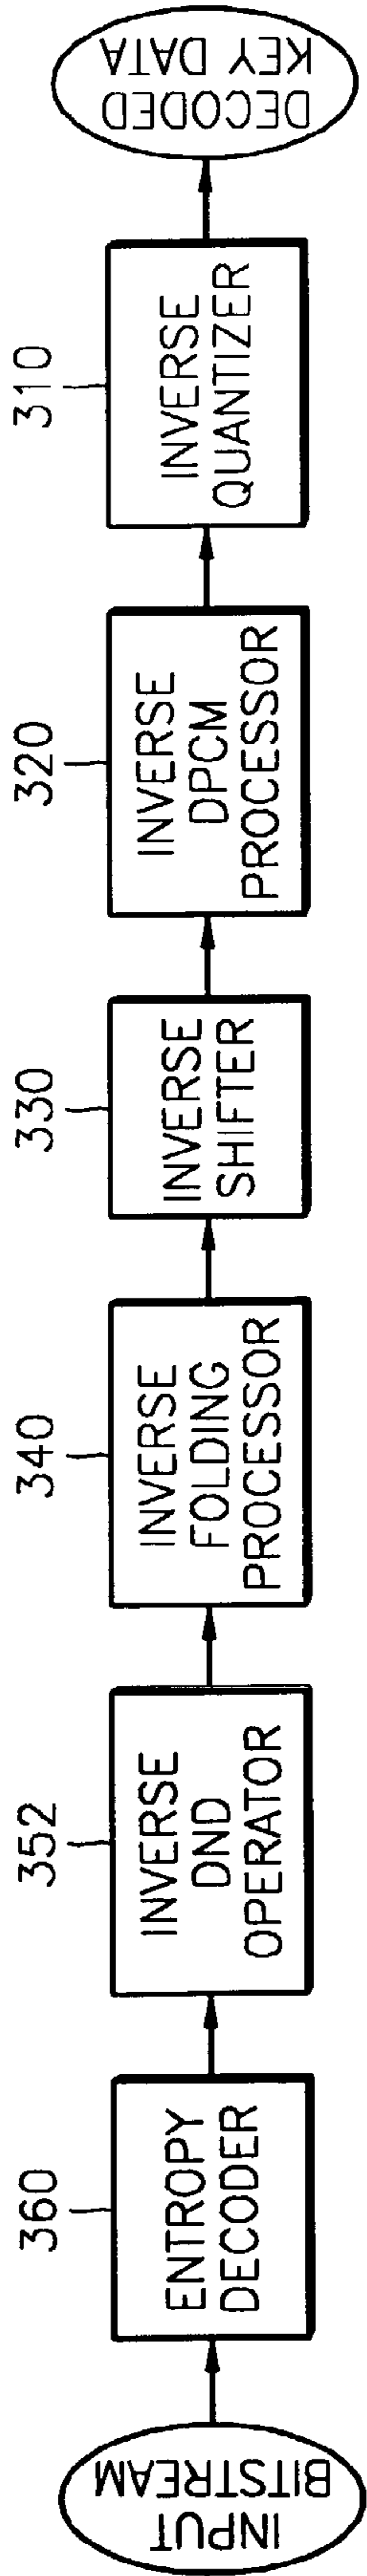 INPUT
BITSTREAM
360
ENTROPY
DECODER
352
INVERSE
DND
OPERATOR
340
INVERSE
FOLDING
PROCESSOR
330
INVERSE
SHIFTER
320
INVERSE
DPCM
PROCESSOR
310
INVERSE
QUANTIZER
DECODED
KEY DATA